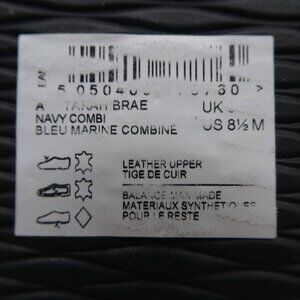 EAN
A TARAH BRAE UK
NAVY COMBI
BLEU MARINE COMBINE US 8½ M
LEATHER UPPER
TIGE DE CUIR
BALANCE MAN MADE
MATERIAUX SYNTHETIQUES
POUR LE RESTE